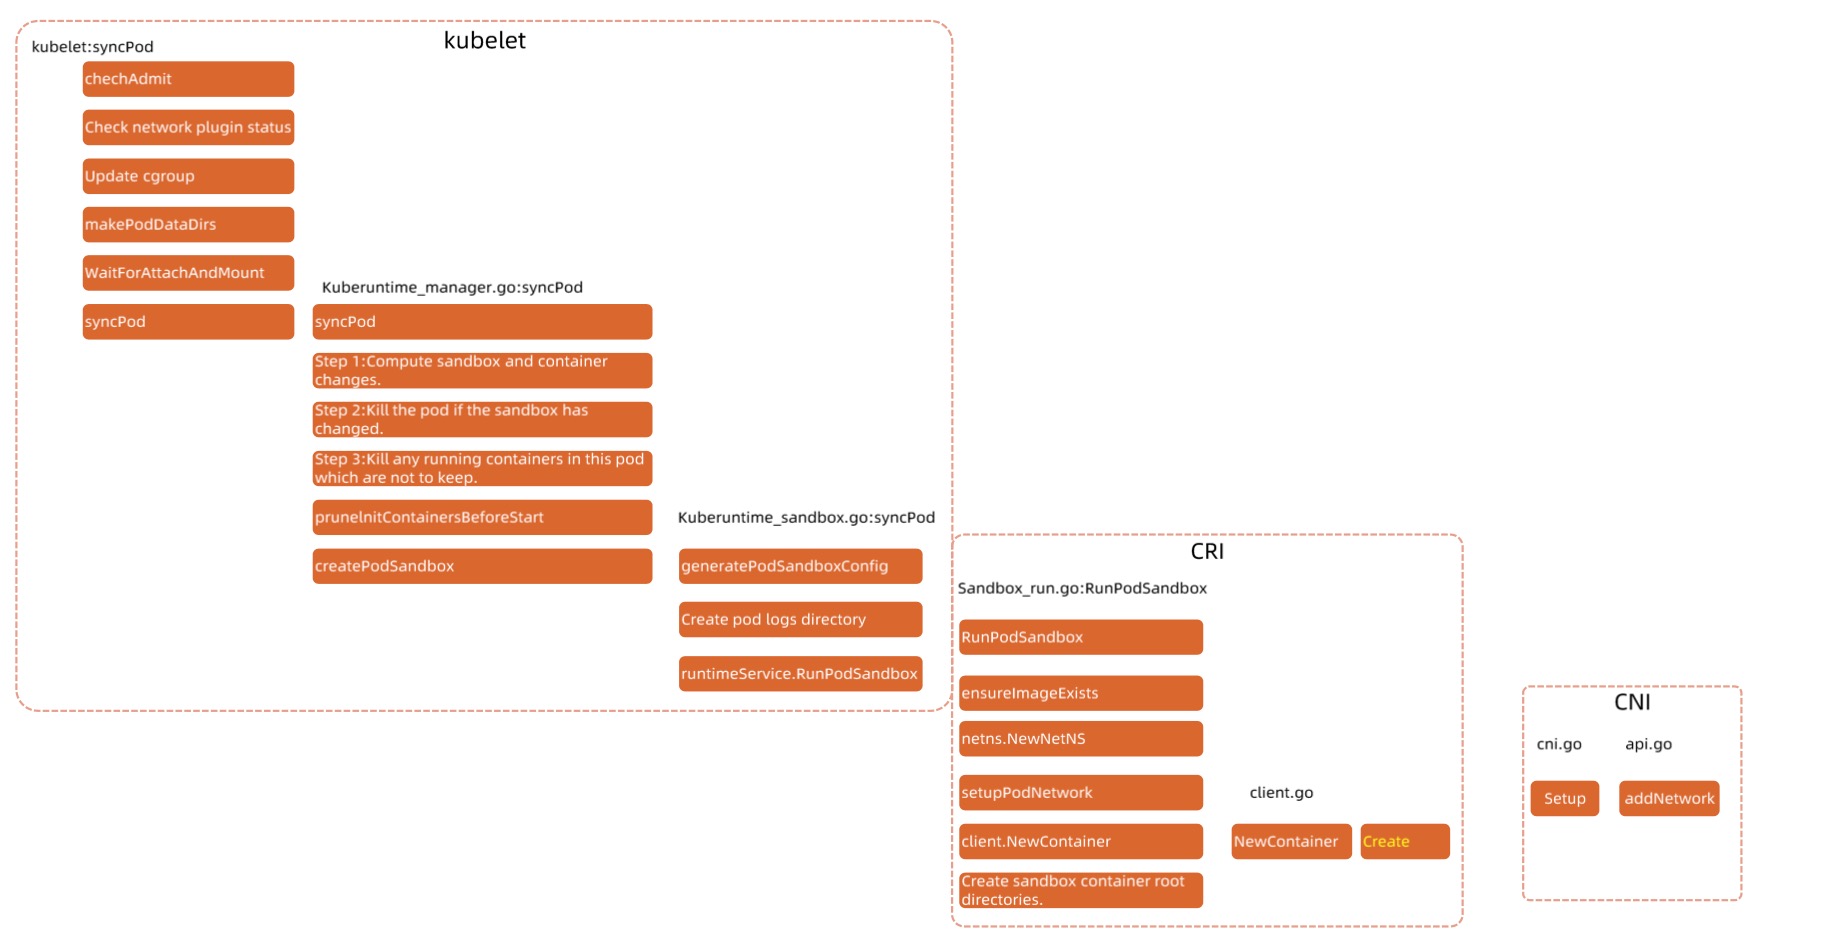 kubelet
kubelet:syncPod
chechAdmit
Check network plugin status
Update cgroup
makePodDataDirs
WaitForAttachAndMount
syncPod
Kuberuntime_manager.go:syncPod
syncPod
Step 1:Compute sandbox and container
changes.
Step 2:Kill the pod if the sandbox has
changed.
Step 3:Kill any running containers in this pod
which are not to keep.
prunelnitContainersBeforeStart
createPodSandbox
Kuberuntime_sandbox.go:syncPod
generatePodSandboxConfig
Create pod logs directory
runtimeService.RunPodSandbox
CRI
Sandbox_run.go:RunPodSandbox
RunPodSandbox
ensureImageExists
netns.NewNetNS
setupPodNetwork
client.NewContainer
Create sandbox container root
directories.
client.go
NewContainer
Create
CNI
cni.go
api.go
Setup
addNetwork